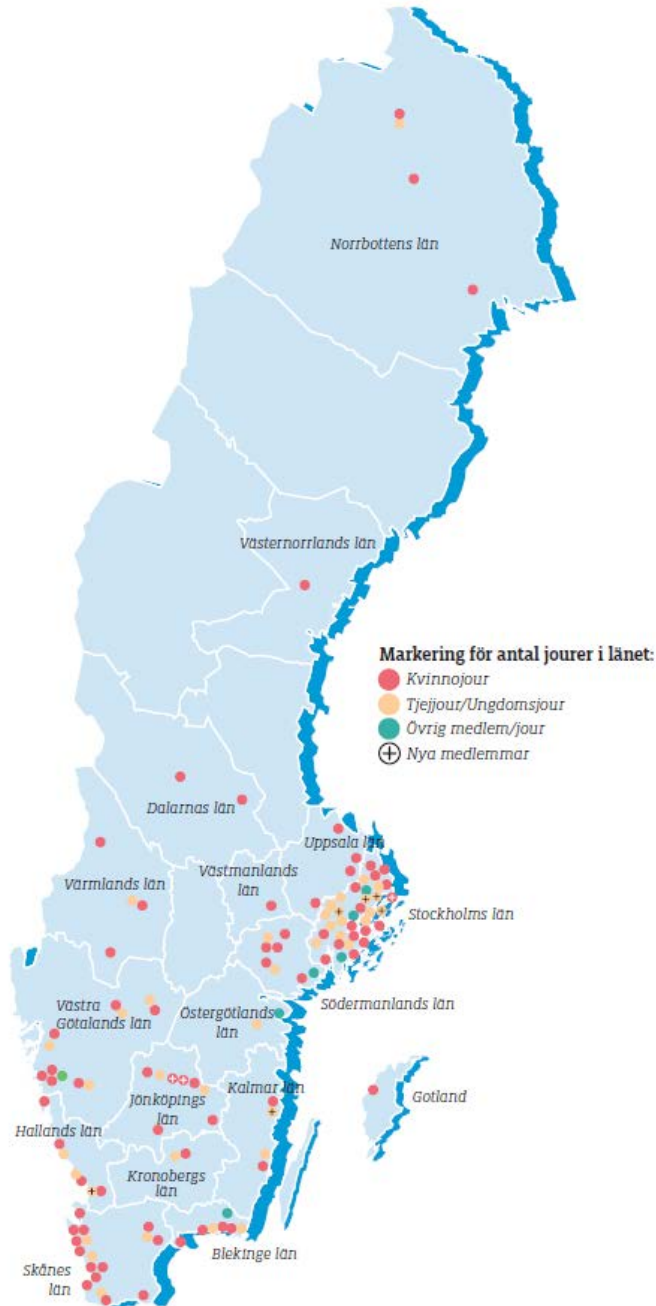 Norrbottens län
Västernorrlands län
Markering för antal jourer i länet:
Kvinnojour
Tjejjour/Ungdomsjour
Övrig medlem/jour
Nya medlemmar
Dalarnas län
Uppsala län
Värmlands län
Västmanlands
län
Stockholms län
Södermanlands län
Västra
Götalands län
Östergötlands
län
Kalmar län
Gotland
Jönköpings
län
Hallands län
Kronobergs
län
Blekinge län
Skånes
län